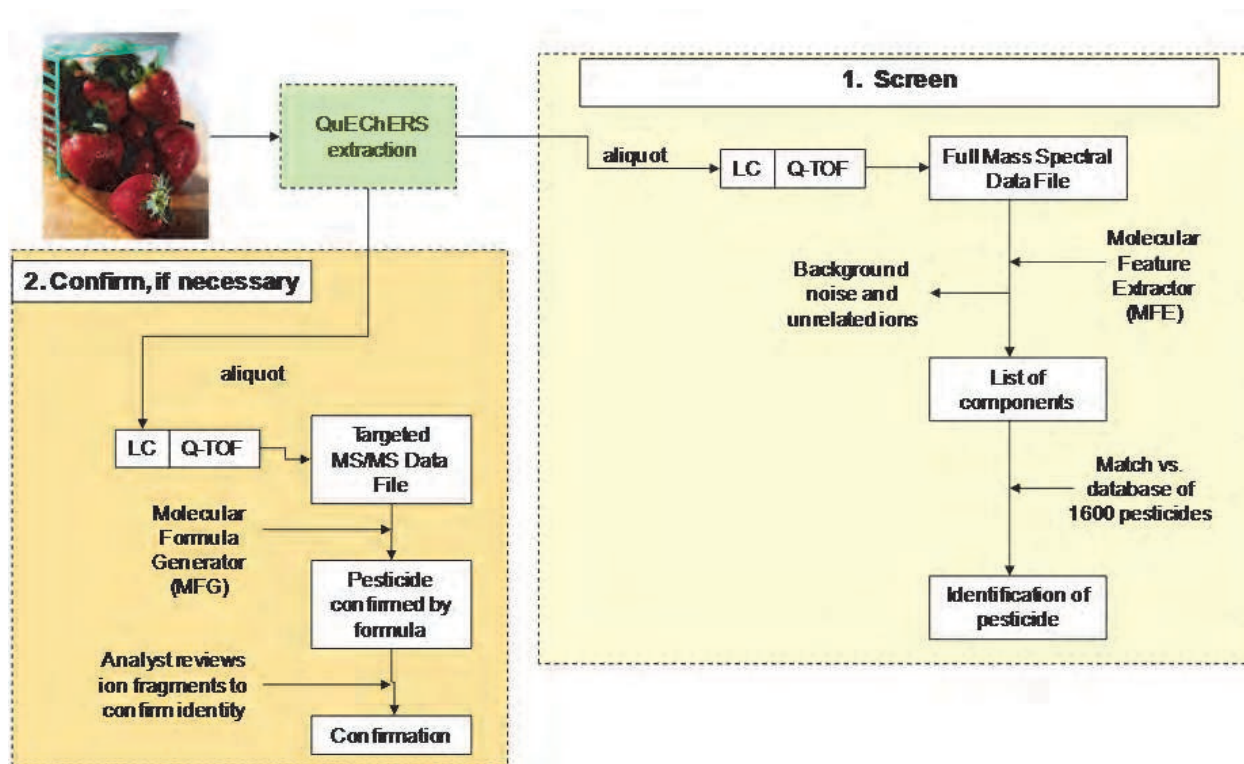 QuEChERS
extraction
1. Screen
aliquot
LC
Q-TOF
Full Mass Spectral
Data File
Molecular
Feature
Extractor
(MFE)
Background
noise and
unrelated ions
List of
components
Match vs.
database of
1600 pesticides
Identification of
pesticide
2. Confirm, if necessary
aliquot
LC
Q-TOF
Targeted
MS/MS Data
File
Molecular
Formula
Generator
(MFG)
Pesticide
confirmed by
formula
Analyst reviews
ion fragments to
confirm identity
Confirmation